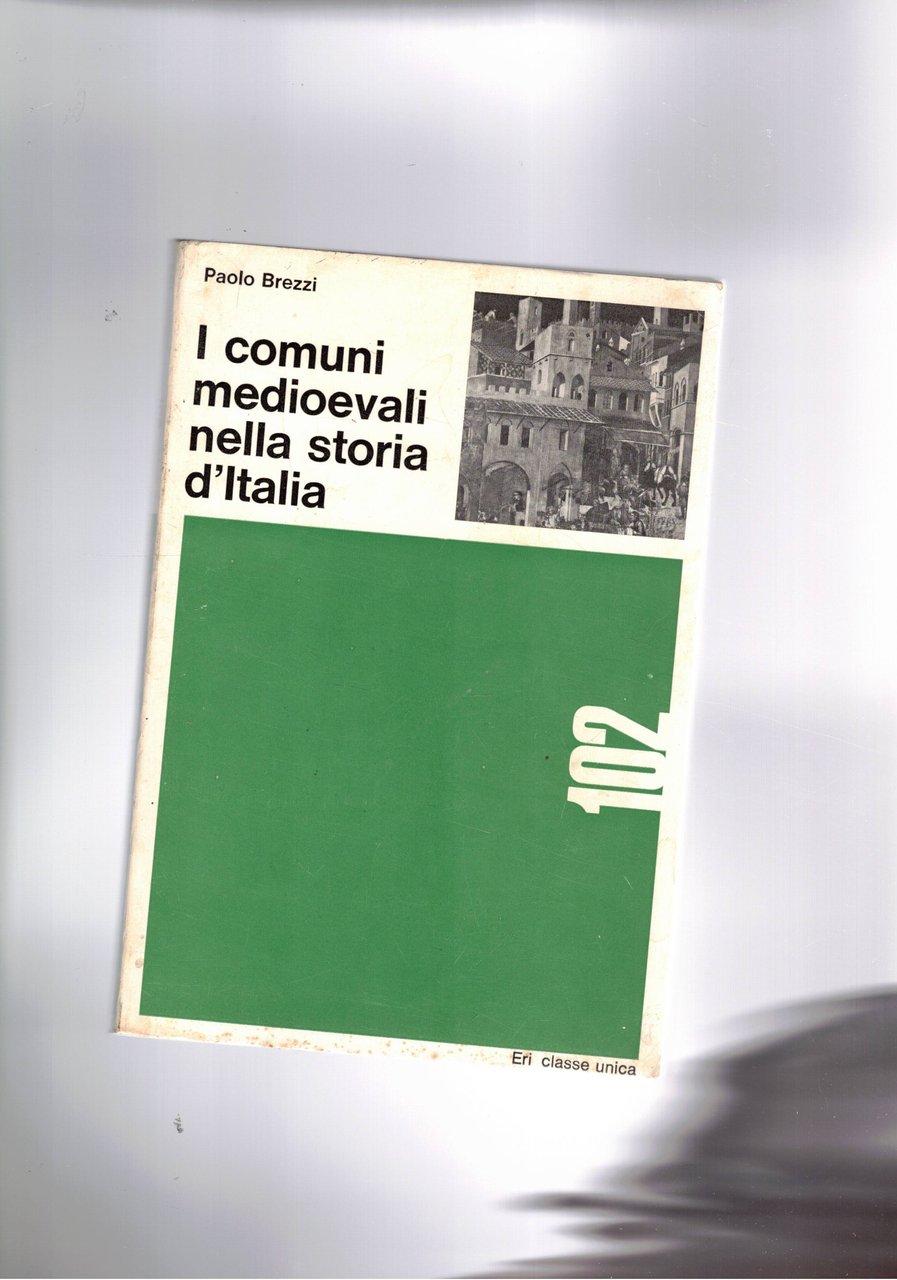 Paolo Brezzi
I comuni
medioevali
nella storia
d'Italia
102
Eri classe unica